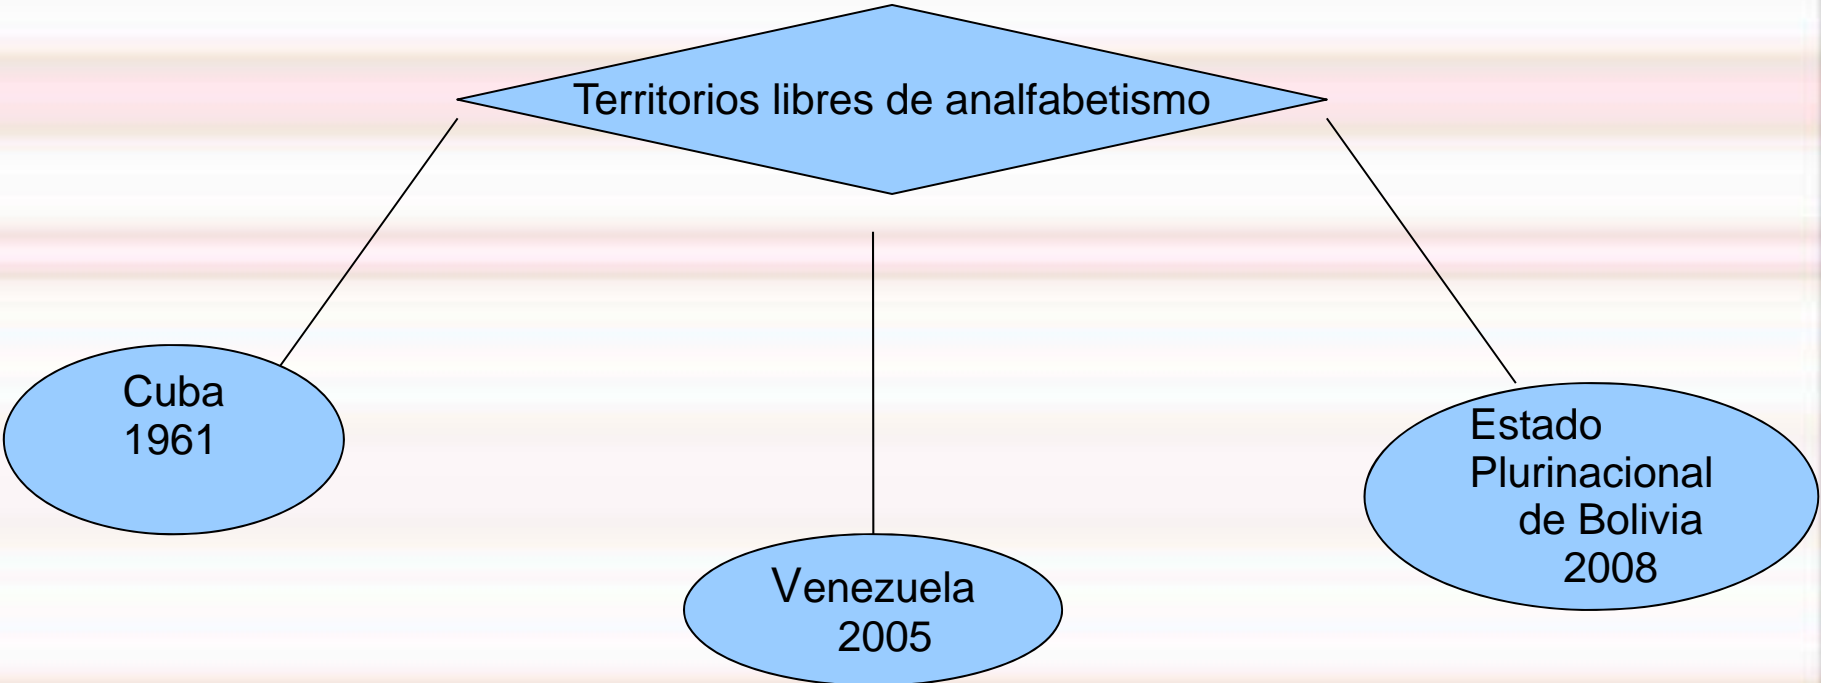 Territorios libres de analfabetismo
Cuba
1961
Venezuela
2005
Estado
Plurinacional
de Bolivia
2008